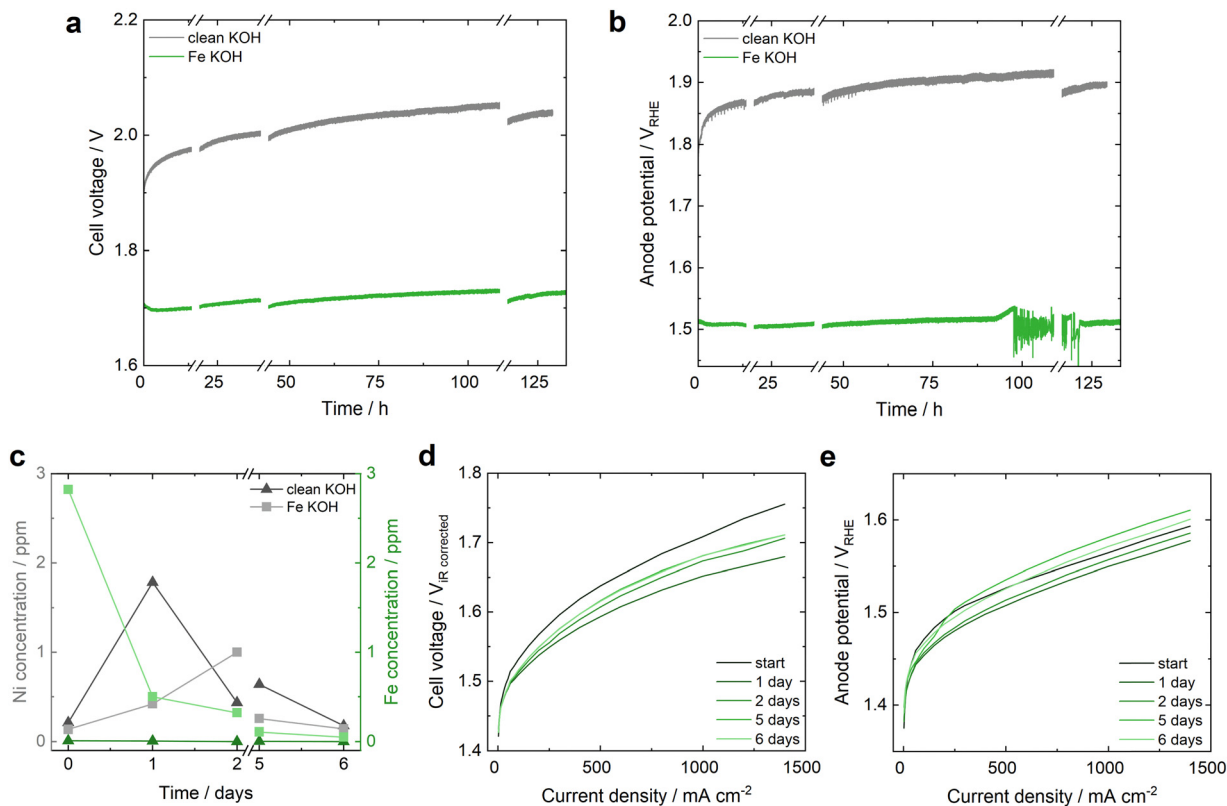 a
clean KOH
Fe KOH
2.2
2.0
1.8
1.6
Cell voltage / V
0
25
50
75
100
125
Time / h
b
clean KOH
Fe KOH
2.0
1.9
1.8
1.7
1.6
1.5
Anode potential / V_RHE
0
25
50
75
100
125
Time / h
c
clean KOH
Fe KOH
3
2
1
0
Ni concentration / ppm
3
2
1
0
Fe concentration / ppm
0
1
2
5
6
Time / days
d
1.8
1.7
1.6
1.5
1.4
Cell voltage / V_iR corrected
start
1 day
2 days
5 days
6 days
0
500
1000
1500
Current density / mA cm⁻²
e
1.6
1.5
1.4
Anode potential / V_RHE
start
1 day
2 days
5 days
6 days
0
500
1000
1500
Current density / mA cm⁻²